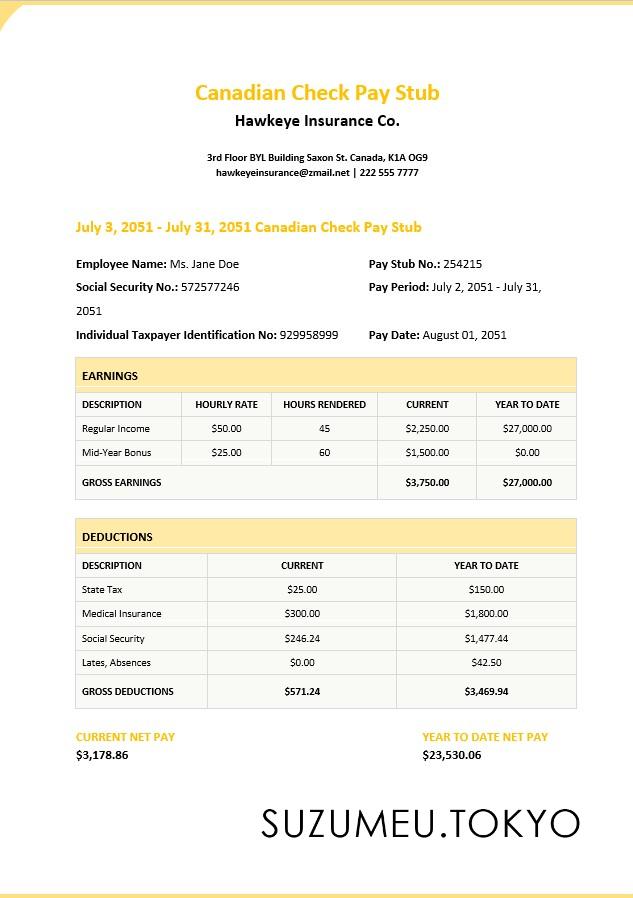 Canadian Check Pay Stub
Hawkeye Insurance Co.
3rd Floor BYL Building Saxon St. Canada, K1A OG9
hawkeyeinsurance@zmail.net | 222 555 7777
July 3, 2051 - July 31, 2051 Canadian Check Pay Stub
Employee Name: Ms. Jane Doe Pay Stub No.: 254215
Social Security No.: 572577246 Pay Period: July 2, 2051 - July 31,
2051
Individual Taxpayer Identification No: 929958999 Pay Date: August 01, 2051
EARNINGS
DESCRIPTION HOURLY RATE HOURS RENDERED CURRENT YEAR TO DATE
Regular Income $50.00 45 $2,250.00 $27,000.00
Mid-Year Bonus $25.00 60 $1,500.00 $0.00
GROSS EARNINGS $3,750.00 $27,000.00
DEDUCTIONS
DESCRIPTION CURRENT YEAR TO DATE
State Tax $25.00 $150.00
Medical Insurance $300.00 $1,800.00
Social Security $246.24 $1,477.44
Lates, Absences $0.00 $42.50
GROSS DEDUCTIONS $571.24 $3,469.94
CURRENT NET PAY YEAR TO DATE NET PAY
$3,178.86 $23,530.06
SUZUMEU.TOKYO